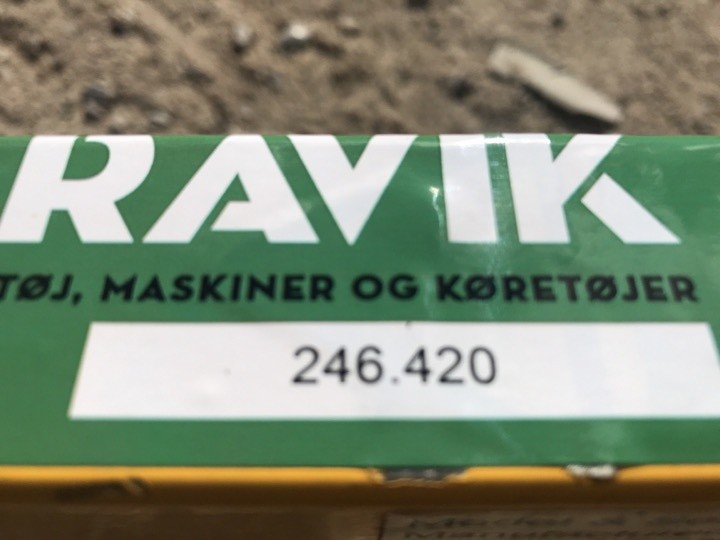 RAVIK
TØJ, MASKINER OG KØRETØJER
246.420